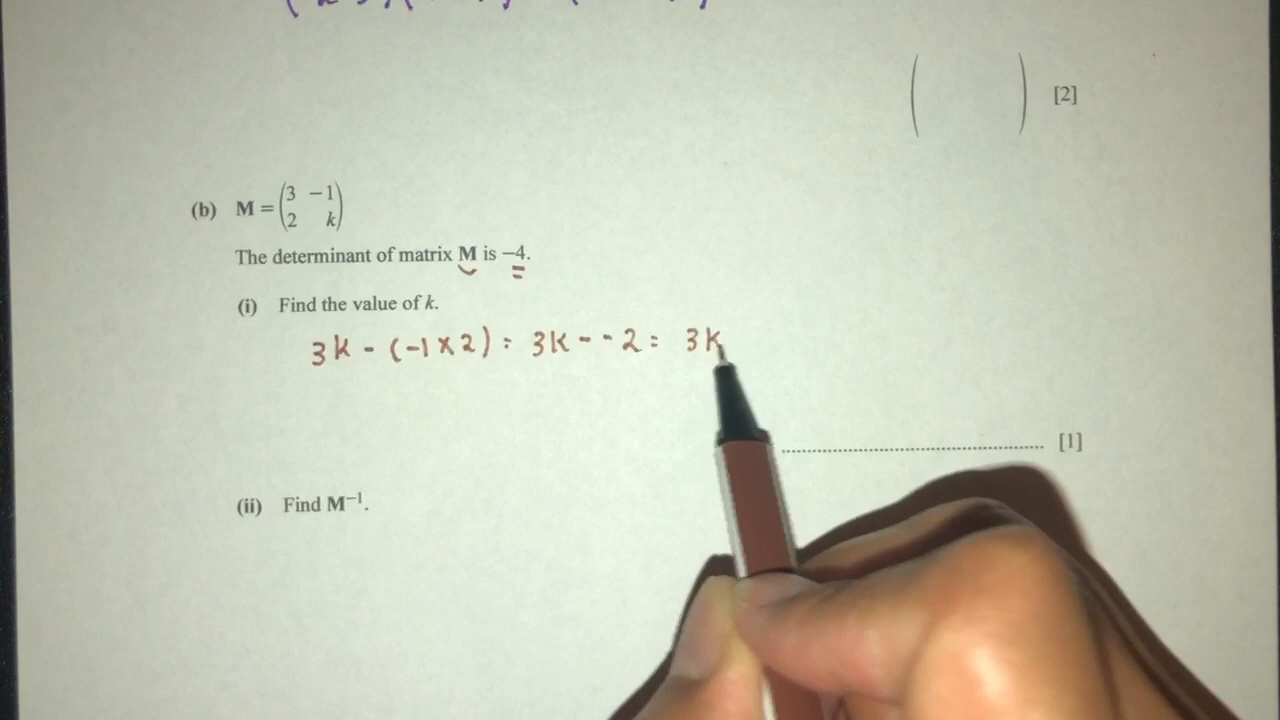 [2]
(b) M = (3 −1
2 k)
The determinant of matrix M is −4.
(i) Find the value of k.
3k - (-1 × 2) = 3k - - 2 = 3k
[1]
(ii) Find M⁻¹.